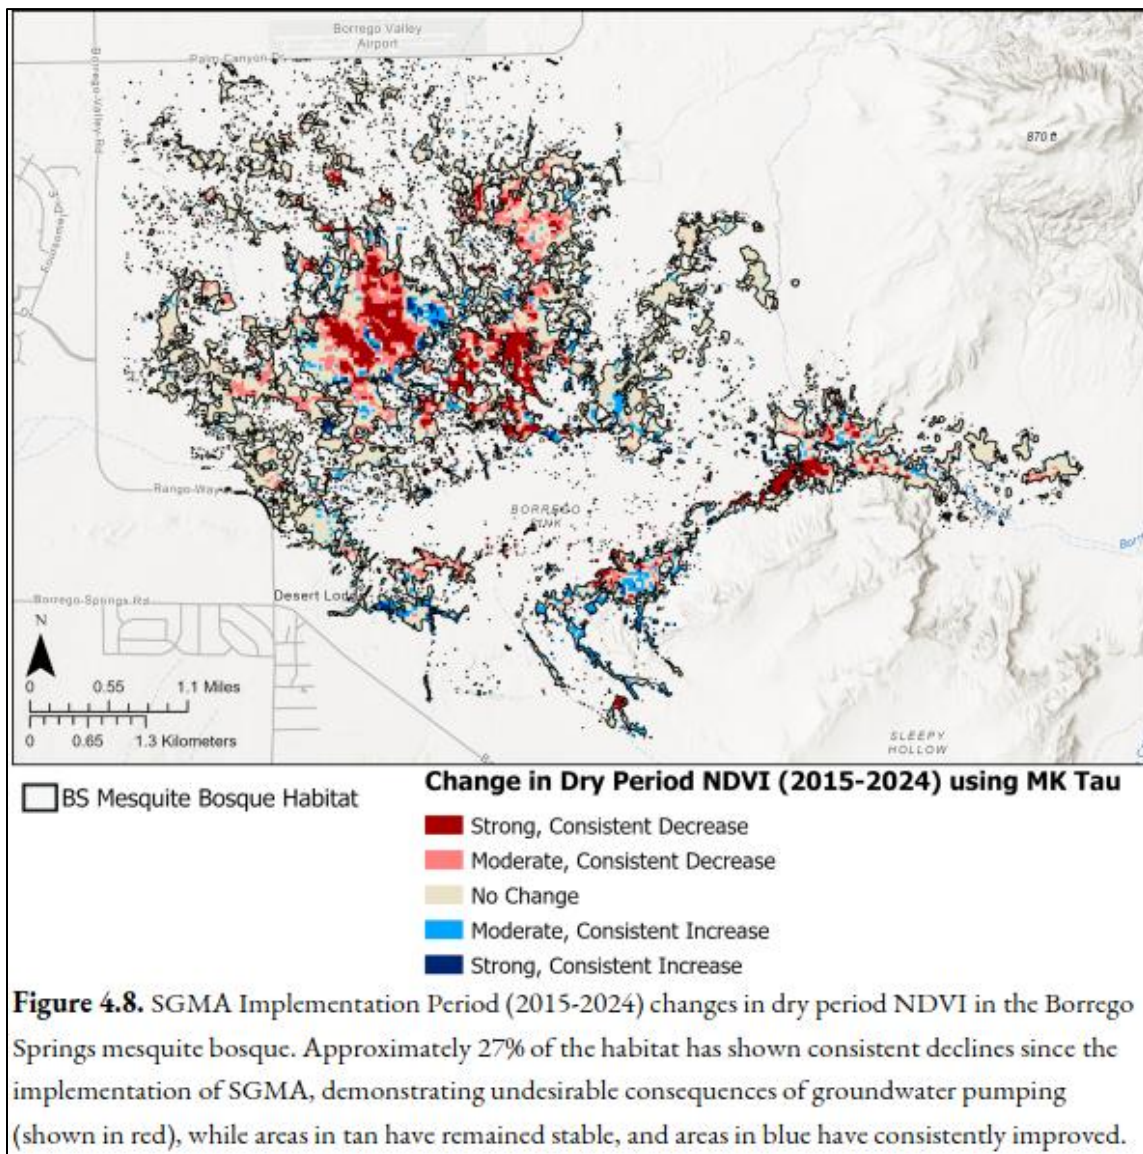 Borrego Valley
Airport
Palm Canyon Dr
Borrego Valley Rd
870 ft
Rango Way
BORREGO
SINK
Borrego Springs Rd
N
0 0.55 1.1 Miles
0 0.65 1.3 Kilometers
SLEEPY
HOLLOW
BS Mesquite Bosque Habitat
Change in Dry Period NDVI (2015-2024) using MK Tau
Strong, Consistent Decrease
Moderate, Consistent Decrease
No Change
Moderate, Consistent Increase
Strong, Consistent Increase
Figure 4.8. SGMA Implementation Period (2015-2024) changes in dry period NDVI in the Borrego
Springs mesquite bosque. Approximately 27% of the habitat has shown consistent declines since the
implementation of SGMA, demonstrating undesirable consequences of groundwater pumping
(shown in red), while areas in tan have remained stable, and areas in blue have consistently improved.